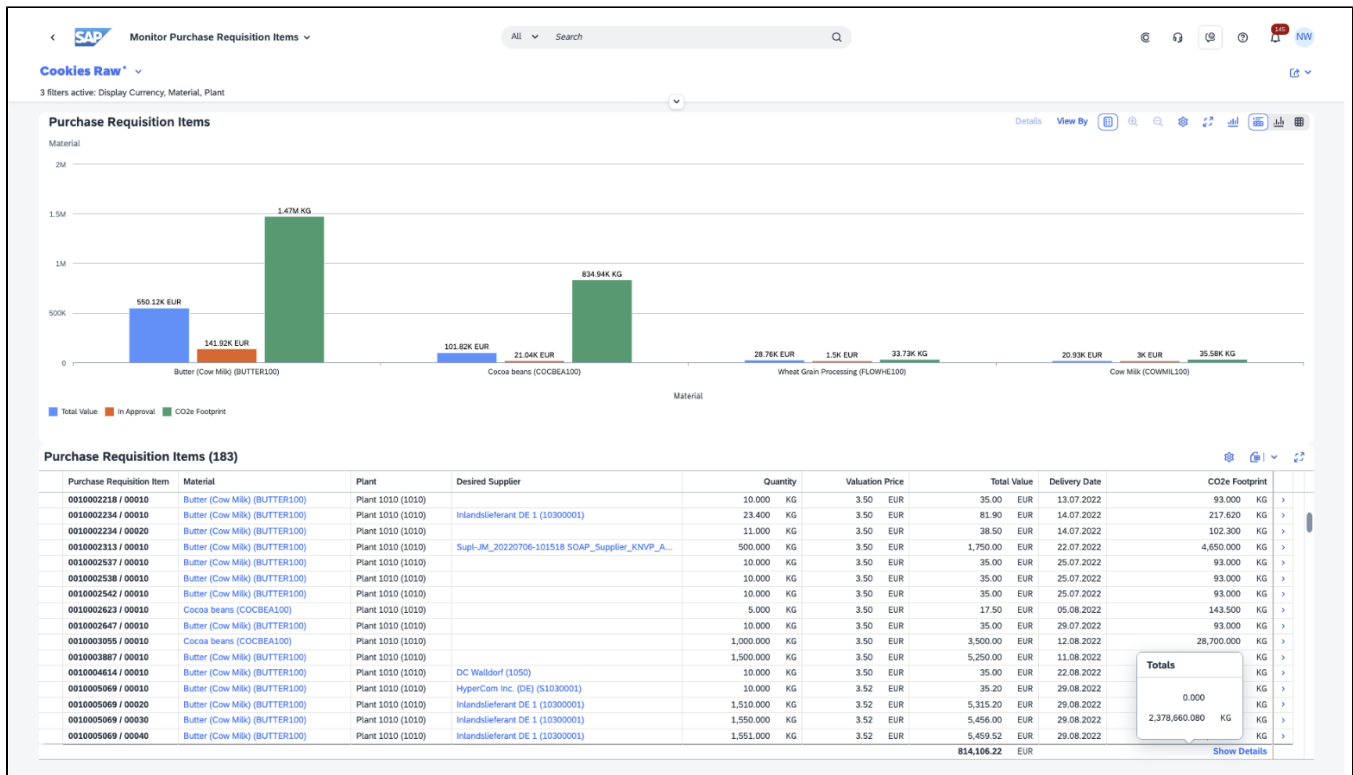 SAP Monitor Purchase Requisition Items All Search 145 NW
Cookies Raw*
3 filters active: Display Currency, Material, Plant
Purchase Requisition Items Details View By
Material
2M
1.5M
1M
500K
0
1.47M KG
834.94K KG
550.12K EUR
141.92K EUR
101.82K EUR
21.04K EUR
28.76K EUR 1.5K EUR 33.73K KG
20.93K EUR 3K EUR 35.58K KG
Butter (Cow Milk) (BUTTER100) Cocoa beans (COCBEA100) Wheat Grain Processing (FLOWHE100) Cow Milk (COWMIL100)
Material
Total Value In Approval CO2e Footprint
Purchase Requisition Items (183)
Purchase Requisition Item Material Plant Desired Supplier Quantity Valuation Price Total Value Delivery Date CO2e Footprint
0010002218 / 00010 Butter (Cow Milk) (BUTTER100) Plant 1010 (1010) 10.000 KG 3.50 EUR 35.00 EUR 13.07.2022 93.000 KG
0010002234 / 00010 Butter (Cow Milk) (BUTTER100) Plant 1010 (1010) Inlandslieferant DE 1 (10300001) 23.400 KG 3.50 EUR 81.90 EUR 14.07.2022 217.620 KG
0010002234 / 00020 Butter (Cow Milk) (BUTTER100) Plant 1010 (1010) 11.000 KG 3.50 EUR 38.50 EUR 14.07.2022 102.300 KG
0010002313 / 00010 Butter (Cow Milk) (BUTTER100) Plant 1010 (1010) Supl-JM_20220706-101518 SOAP_Supplier_KNVP_A... 500.000 KG 3.50 EUR 1,750.00 EUR 22.07.2022 4,650.000 KG
0010002537 / 00010 Butter (Cow Milk) (BUTTER100) Plant 1010 (1010) 10.000 KG 3.50 EUR 35.00 EUR 25.07.2022 93.000 KG
0010002538 / 00010 Butter (Cow Milk) (BUTTER100) Plant 1010 (1010) 10.000 KG 3.50 EUR 35.00 EUR 25.07.2022 93.000 KG
0010002542 / 00010 Butter (Cow Milk) (BUTTER100) Plant 1010 (1010) 10.000 KG 3.50 EUR 35.00 EUR 25.07.2022 93.000 KG
0010002623 / 00010 Cocoa beans (COCBEA100) Plant 1010 (1010) 5.000 KG 3.50 EUR 17.50 EUR 05.08.2022 143.500 KG
0010002647 / 00010 Butter (Cow Milk) (BUTTER100) Plant 1010 (1010) 10.000 KG 3.50 EUR 35.00 EUR 29.07.2022 93.000 KG
0010003055 / 00010 Cocoa beans (COCBEA100) Plant 1010 (1010) 1,000.000 KG 3.50 EUR 3,500.00 EUR 12.08.2022 28,700.000 KG
0010003887 / 00010 Butter (Cow Milk) (BUTTER100) Plant 1010 (1010) 1,500.000 KG 3.50 EUR 5,250.00 EUR 11.08.2022 KG
0010004614 / 00010 Butter (Cow Milk) (BUTTER100) Plant 1010 (1010) DC Walldorf (1050) 10.000 KG 3.50 EUR 35.00 EUR 22.08.2022 KG
0010005069 / 00010 Butter (Cow Milk) (BUTTER100) Plant 1010 (1010) HyperCom Inc. (DE) (S1030001) 10.000 KG 3.52 EUR 35.20 EUR 29.08.2022 KG
0010005069 / 00020 Butter (Cow Milk) (BUTTER100) Plant 1010 (1010) Inlandslieferant DE 1 (10300001) 1,510.000 KG 3.52 EUR 5,315.20 EUR 29.08.2022 KG
0010005069 / 00030 Butter (Cow Milk) (BUTTER100) Plant 1010 (1010) Inlandslieferant DE 1 (10300001) 1,550.000 KG 3.52 EUR 5,456.00 EUR 29.08.2022 KG
0010005069 / 00040 Butter (Cow Milk) (BUTTER100) Plant 1010 (1010) Inlandslieferant DE 1 (10300001) 1,551.000 KG 3.52 EUR 5,459.52 EUR 29.08.2022 KG
Totals
0.000
2,378,660.080 KG
814,106.22 EUR Show Details